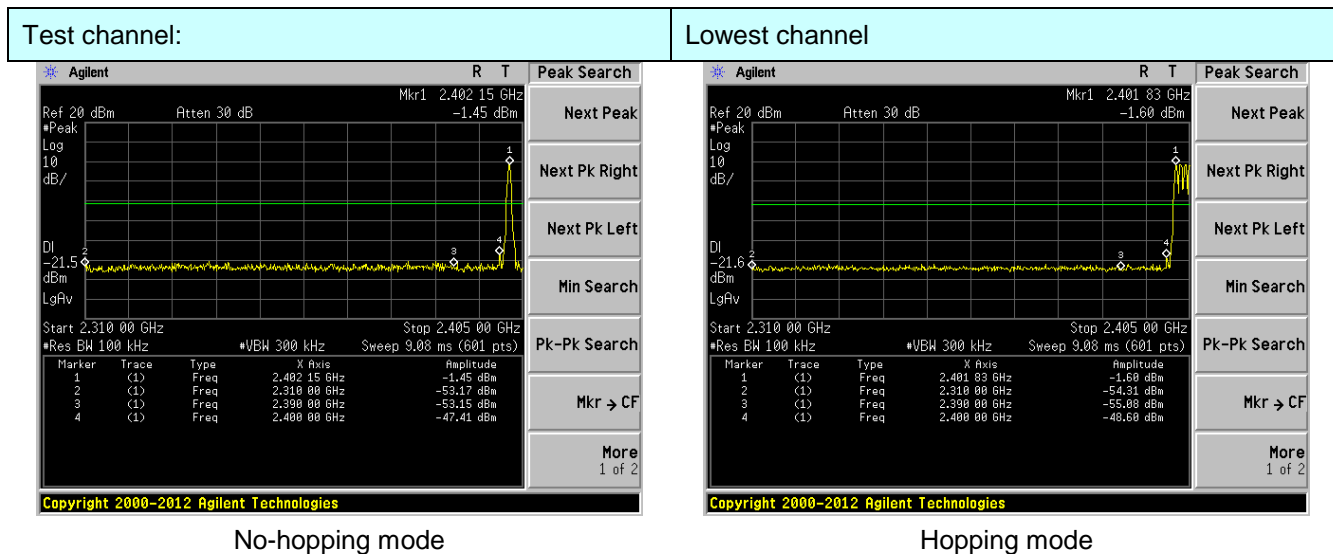 Test channel:
Lowest channel
Agilent R T Peak Search
Mkr1 2.402 15 GHz
Ref 20 dBm Atten 30 dB -1.45 dBm
#Peak
Log
10
dB/
DI
-21.5
dBm
LgAv
1
2
3
4
Start 2.310 00 GHz Stop 2.405 00 GHz
#Res BW 100 kHz #VBW 300 kHz Sweep 9.08 ms (601 pts)
Marker Trace Type X Axis Amplitude
1 (1) Freq 2.402 15 GHz -1.45 dBm
2 (1) Freq 2.310 00 GHz -53.17 dBm
3 (1) Freq 2.390 00 GHz -53.15 dBm
4 (1) Freq 2.400 00 GHz -47.41 dBm
Next Peak
Next Pk Right
Next Pk Left
Min Search
Pk-Pk Search
Mkr → CF
More
1 of 2
Copyright 2000-2012 Agilent Technologies
No-hopping mode
Agilent R T Peak Search
Mkr1 2.401 83 GHz
Ref 20 dBm Atten 30 dB -1.60 dBm
#Peak
Log
10
dB/
DI
-21.6
dBm
LgAv
1
2
3
4
Start 2.310 00 GHz Stop 2.405 00 GHz
#Res BW 100 kHz #VBW 300 kHz Sweep 9.08 ms (601 pts)
Marker Trace Type X Axis Amplitude
1 (1) Freq 2.401 83 GHz -1.60 dBm
2 (1) Freq 2.310 00 GHz -54.31 dBm
3 (1) Freq 2.390 00 GHz -55.08 dBm
4 (1) Freq 2.400 00 GHz -48.60 dBm
Next Peak
Next Pk Right
Next Pk Left
Min Search
Pk-Pk Search
Mkr → CF
More
1 of 2
Copyright 2000-2012 Agilent Technologies
Hopping mode